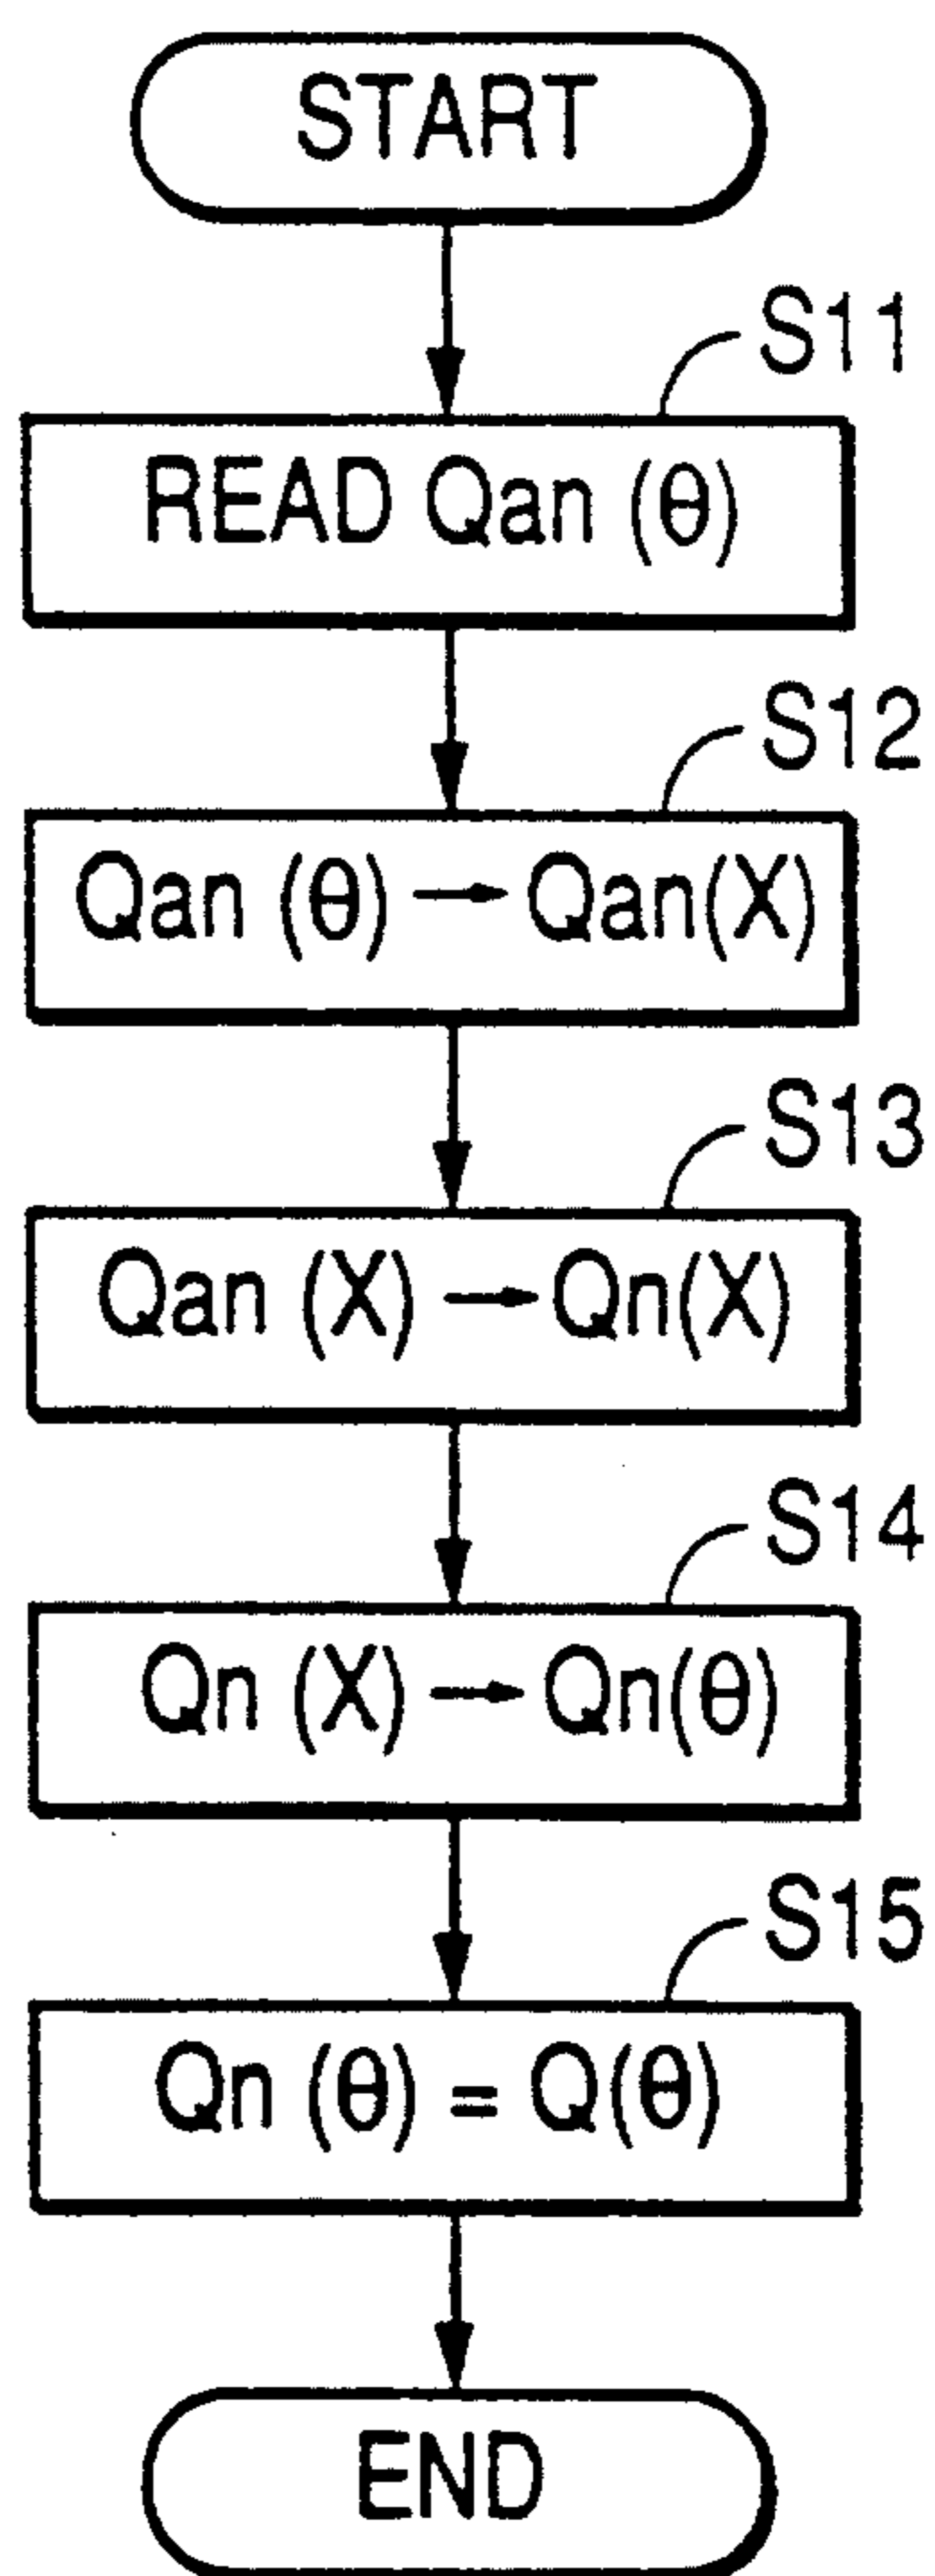 START
S11
READ Qan (θ)
S12
Qan (θ) → Qan(X)
S13
Qan (X) → Qn(X)
S14
Qn (X) → Qn(θ)
S15
Qn (θ) = Q(θ)
END